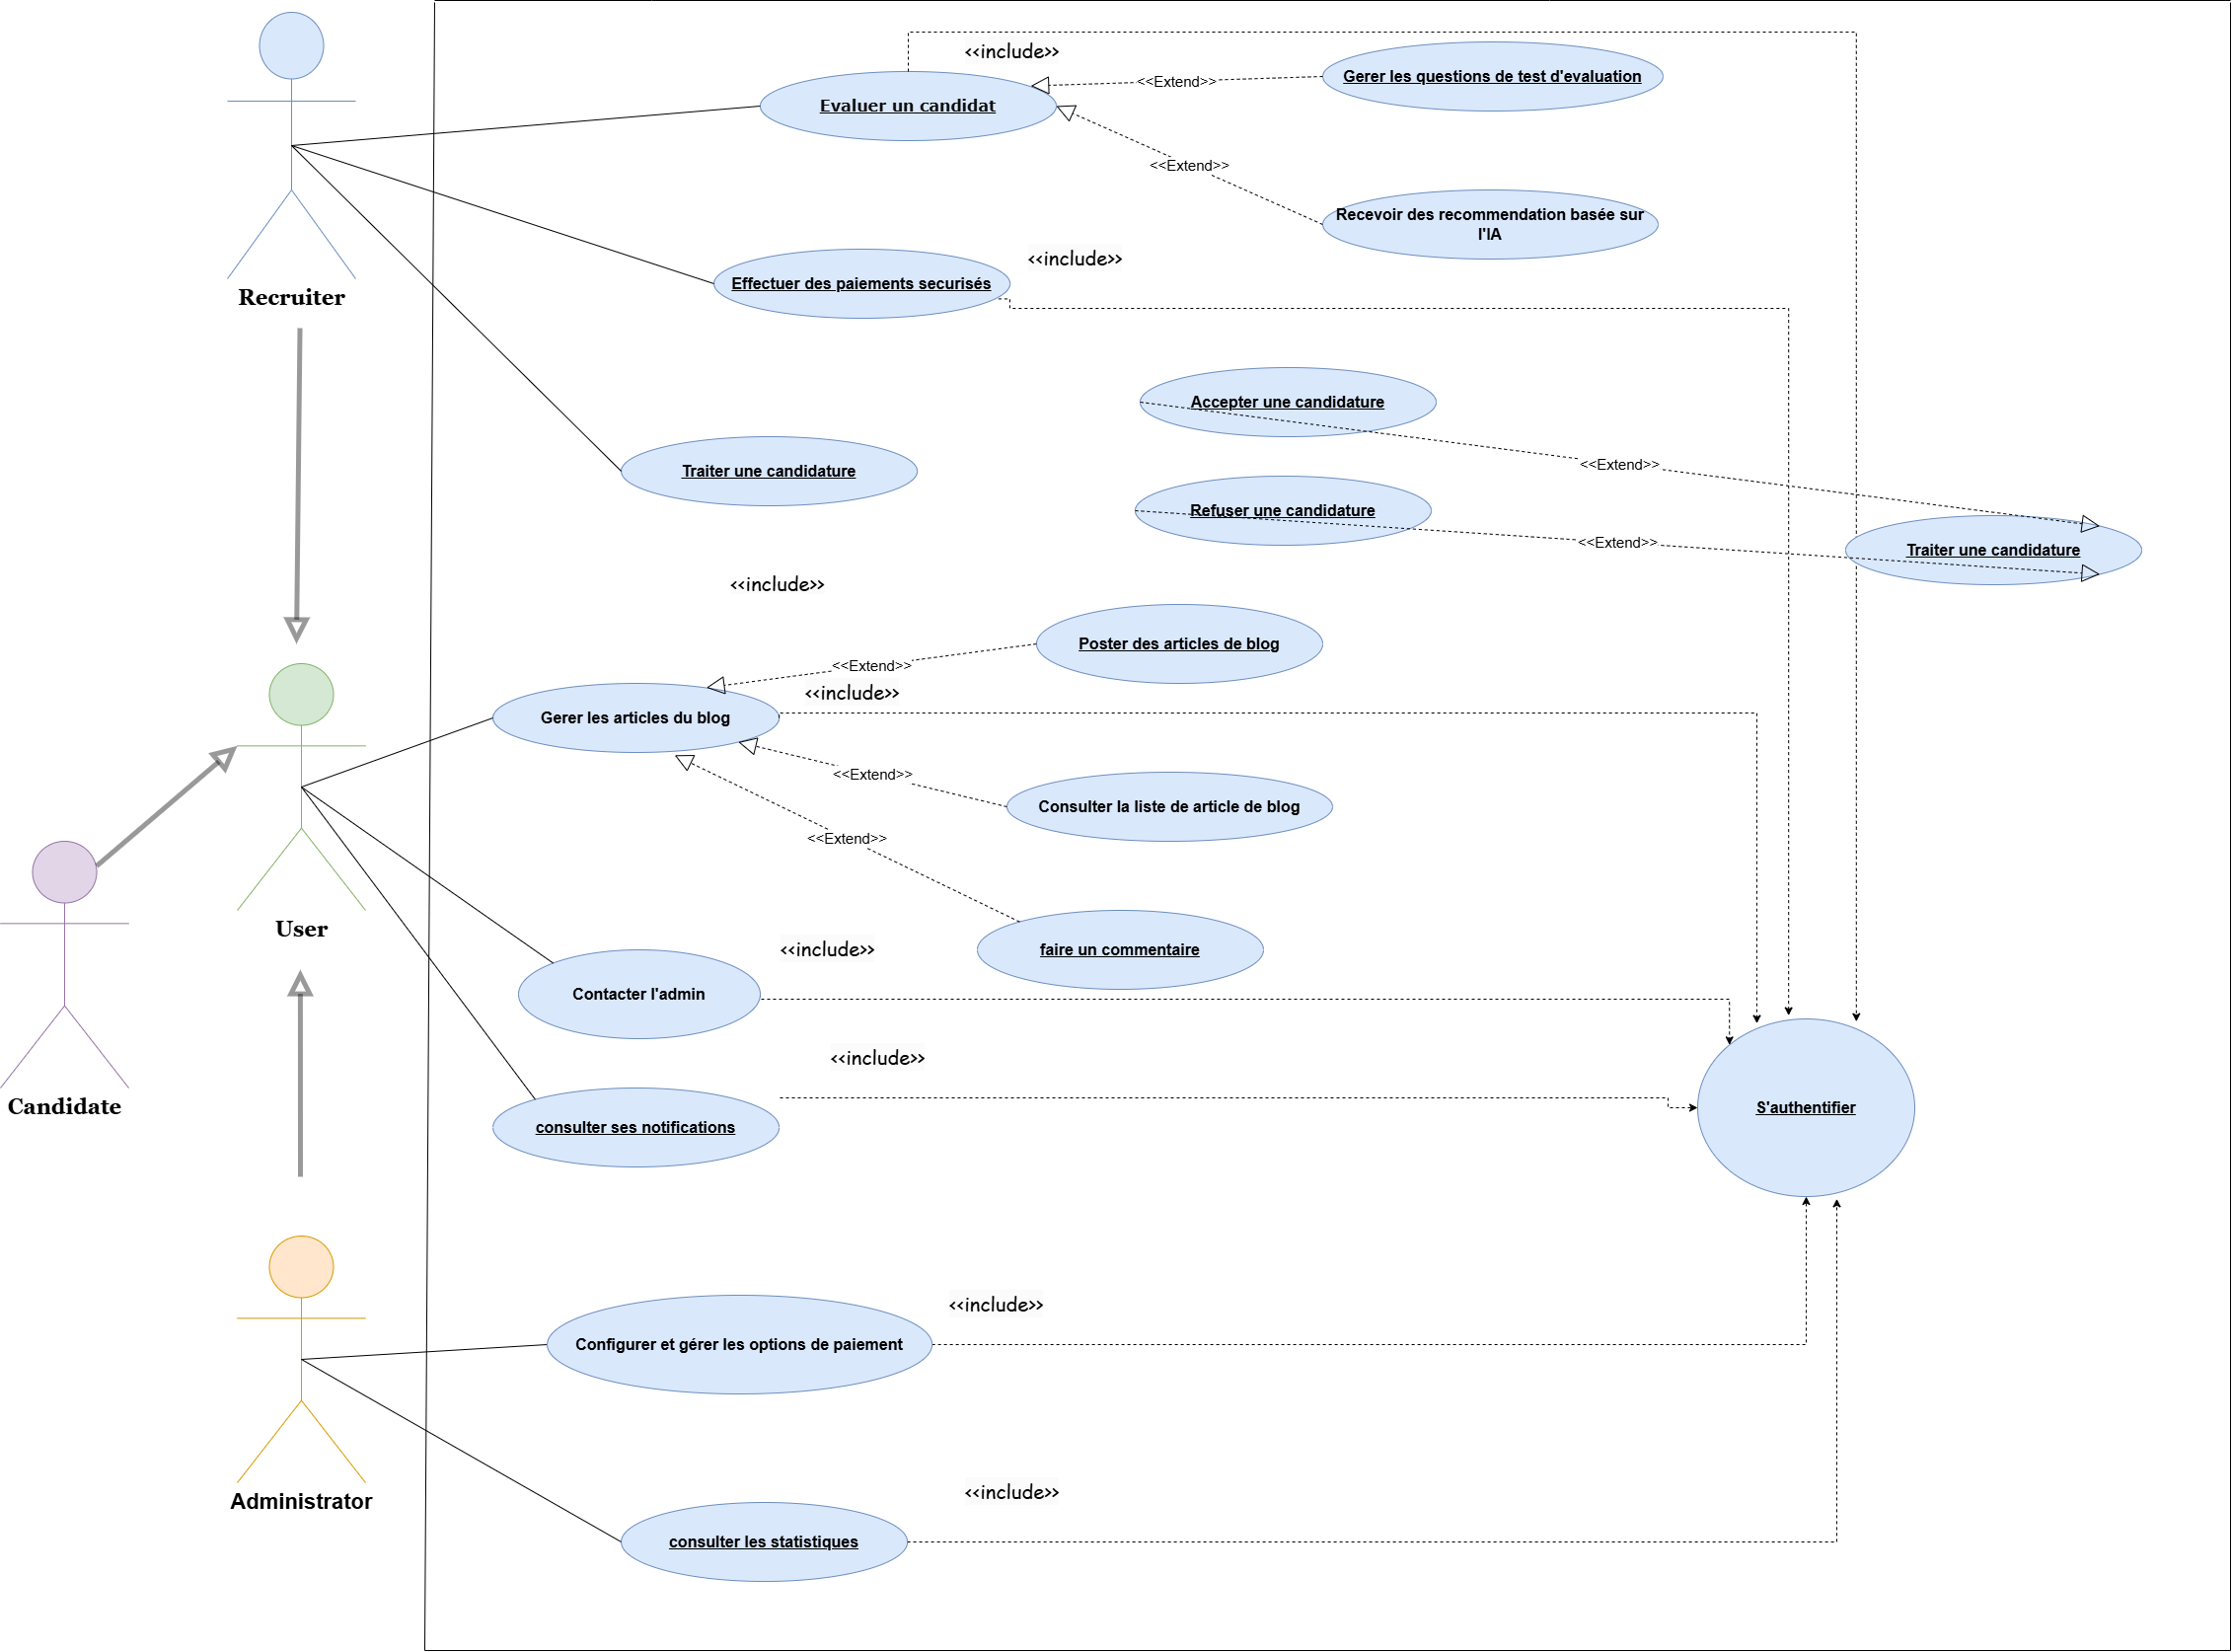 <<include>>
<<Extend>>
Gerer les questions de test d'evaluation
Evaluer un candidat
<<Extend>>
Recevoir des recommendation basée sur
l'IA
<<include>>
Effectuer des paiements securisés
Recruiter
Accepter une candidature
<<Extend>>
Traiter une candidature
Refuser une candidature
<<Extend>>
Traiter une candidature
<<include>>
Poster des articles de blog
<<Extend>>
<<include>>
Gerer les articles du blog
<<Extend>>
Consulter la liste de article de blog
<<Extend>>
User
<<include>>
faire un commentaire
Contacter l'admin
<<include>>
Candidate
S'authentifier
consulter ses notifications
<<include>>
Configurer et gérer les options de paiement
Administrator
<<include>>
consulter les statistiques